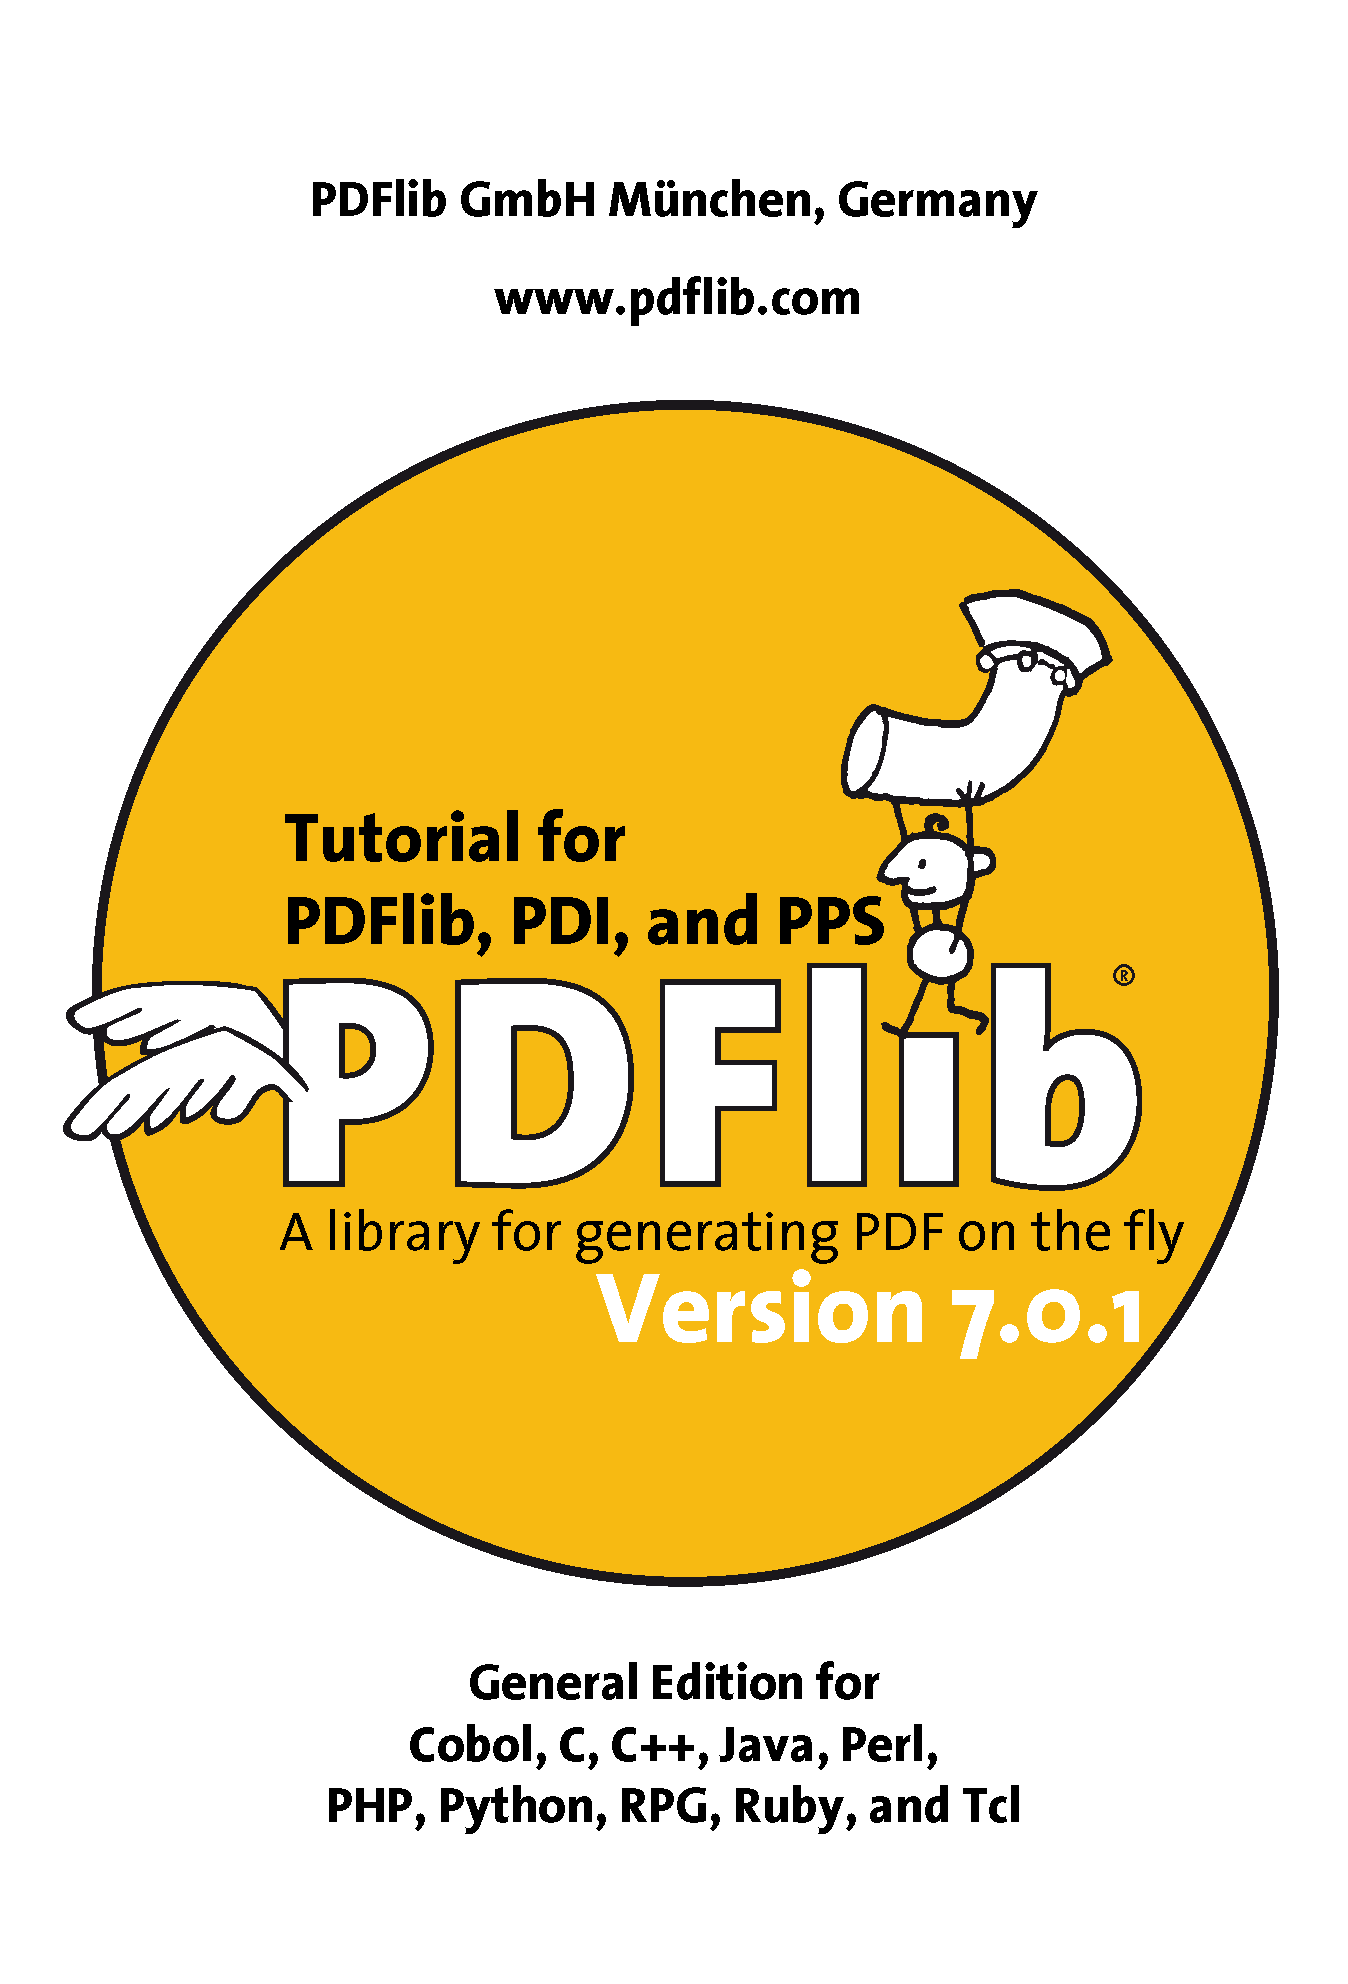 PDFlib GmbH München, Germany
www.pdflib.com
Tutorial for
PDFlib, PDI, and PPS
PDFlib®
A library for generating PDF on the fly
Version 7.0.1
General Edition for
Cobol, C, C++, Java, Perl,
PHP, Python, RPG, Ruby, and Tcl